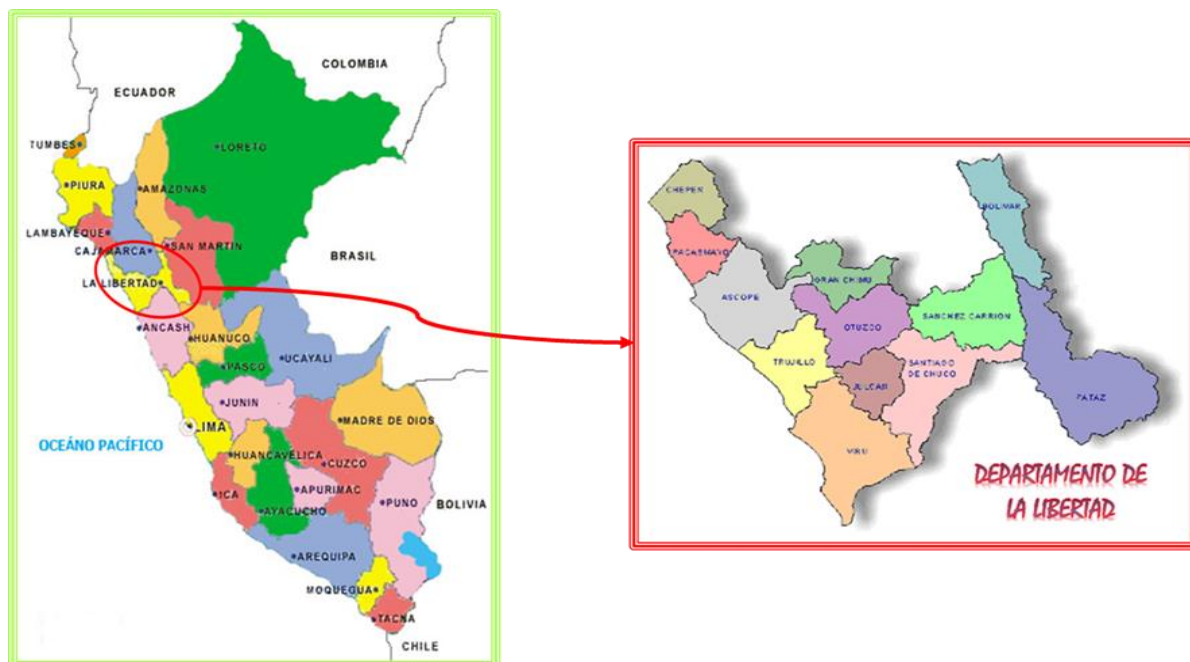 COLOMBIA
ECUADOR
TUMBES
LORETO
PIURA
AMAZONAS
LAMBAYEQUE
CAJAMARCA
SAN MARTIN
BRASIL
LA LIBERTAD
ANCASH
HUANUCO
UCAYALI
PASCO
JUNIN
MADRE DE DIOS
LIMA
OCEÁNO PACÍFICO
HUANCAVELICA
CUZCO
ICA
APURIMAC
PUNO
BOLIVIA
AYACUCHO
AREQUIPA
MOQUEGUA
TACNA
CHILE
CHEPEN
BOLIVAR
PACASMAYO
GRAN CHIMU
ASCOPE
SANCHEZ CARRION
OTUZCO
TRUJILLO
SANTIAGO
DE CHUCO
JULCAN
PATAZ
VIRU
DEPARTAMENTO DE
LA LIBERTAD